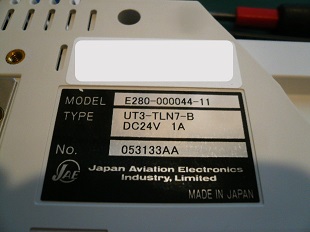 MODEL E280-000044-11
TYPE UT3-TLN7-B
DC24V 1A
No. 053133AA
JAE
Japan Aviation Electronics
Industry, Limited
MADE IN JAPAN